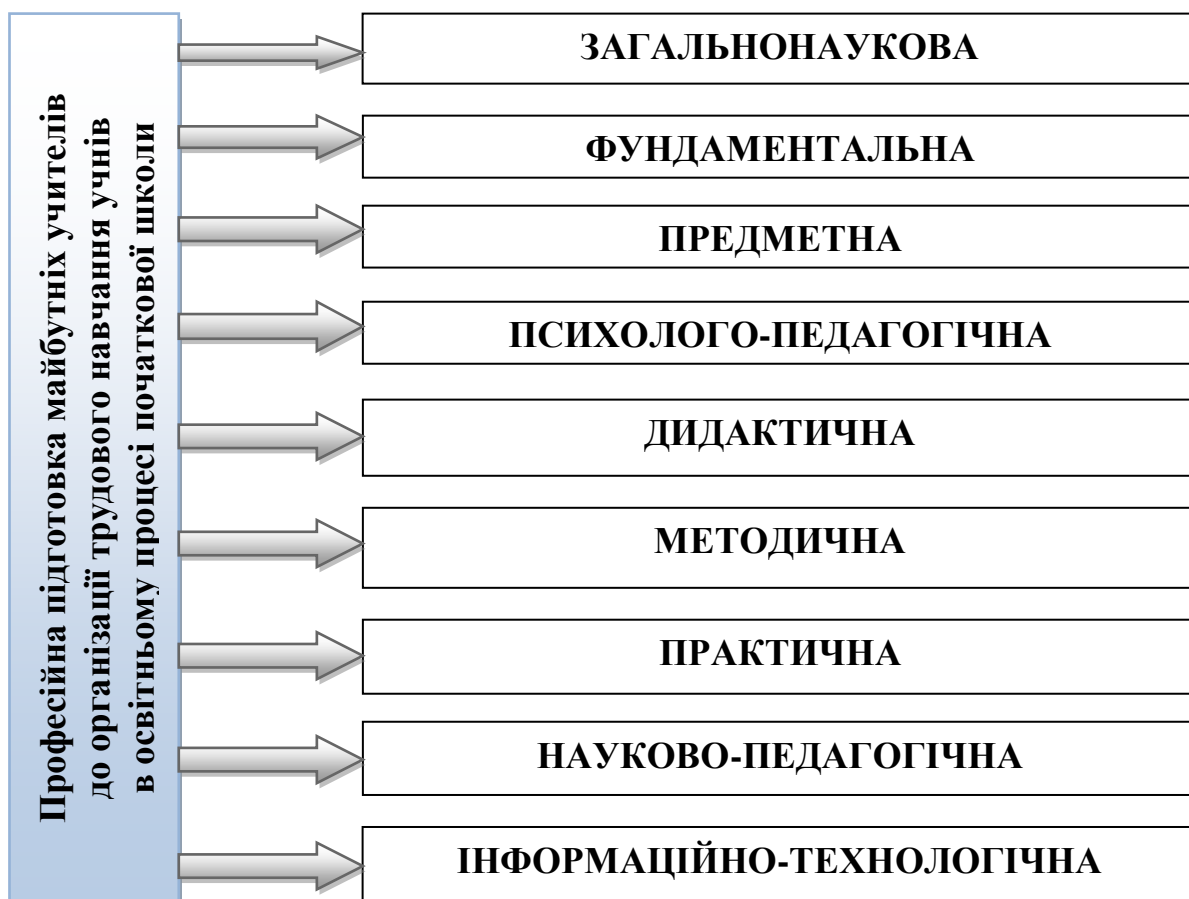 Професійна підготовка майбутніх учителів
до організації трудового навчання учнів
в освітньому процесі початкової школи
ЗАГАЛЬНОНАУКОВА
ФУНДАМЕНТАЛЬНА
ПРЕДМЕТНА
ПСИХОЛОГО-ПЕДАГОГІЧНА
ДИДАКТИЧНА
МЕТОДИЧНА
ПРАКТИЧНА
НАУКОВО-ПЕДАГОГІЧНА
ІНФОРМАЦІЙНО-ТЕХНОЛОГІЧНА